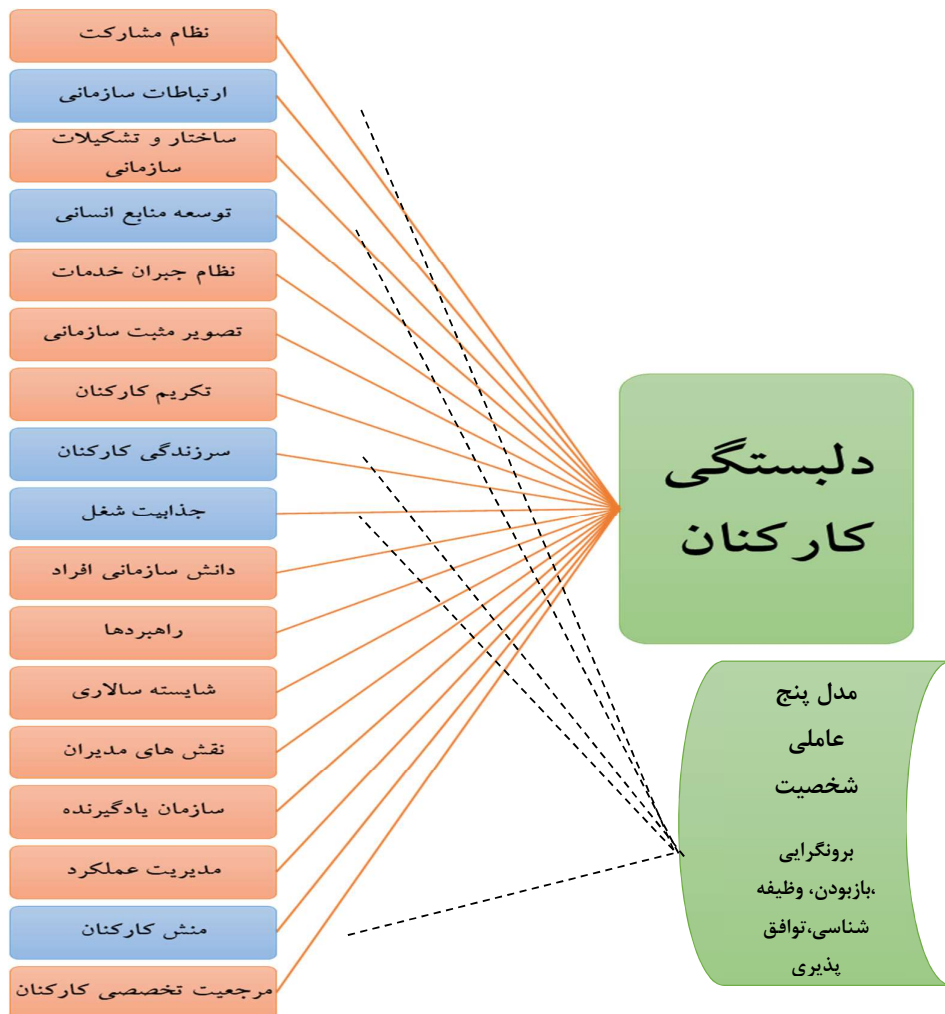 نظام مشارکت
ارتباطات سازمانی
ساختار و تشکیلات
سازمانی
توسعه منابع انسانی
نظام جبران خدمات
تصویر مثبت سازمانی
تکریم کارکنان
سرزندگی کارکنان
جذابیت شغل
دانش سازمانی افراد
راهبردها
شایسته سالاری
نقش های مدیران
سازمان یادگیرنده
مدیریت عملکرد
منش کارکنان
مرجعیت تخصصی کارکنان
دلبستگی
کارکنان
مدل پنج
عاملی
شخصیت
برونگرایی
،بازبودن، وظیفه
شناسی،توافق
پذیری